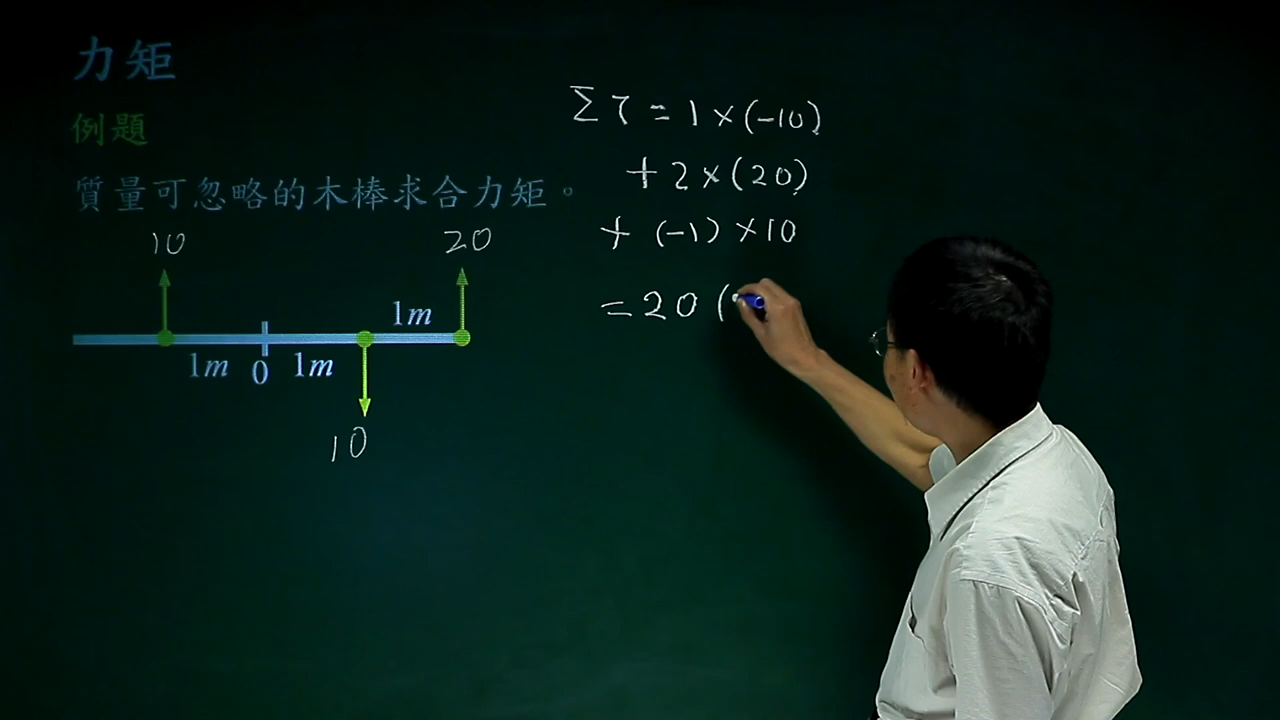 力矩
例題
質量可忽略的木棒求合力矩。
10
20
1m
1m 0 1m
10
Στ = 1 × (-10)
+ 2 × (20)
+ (-1) × 10
= 20 (